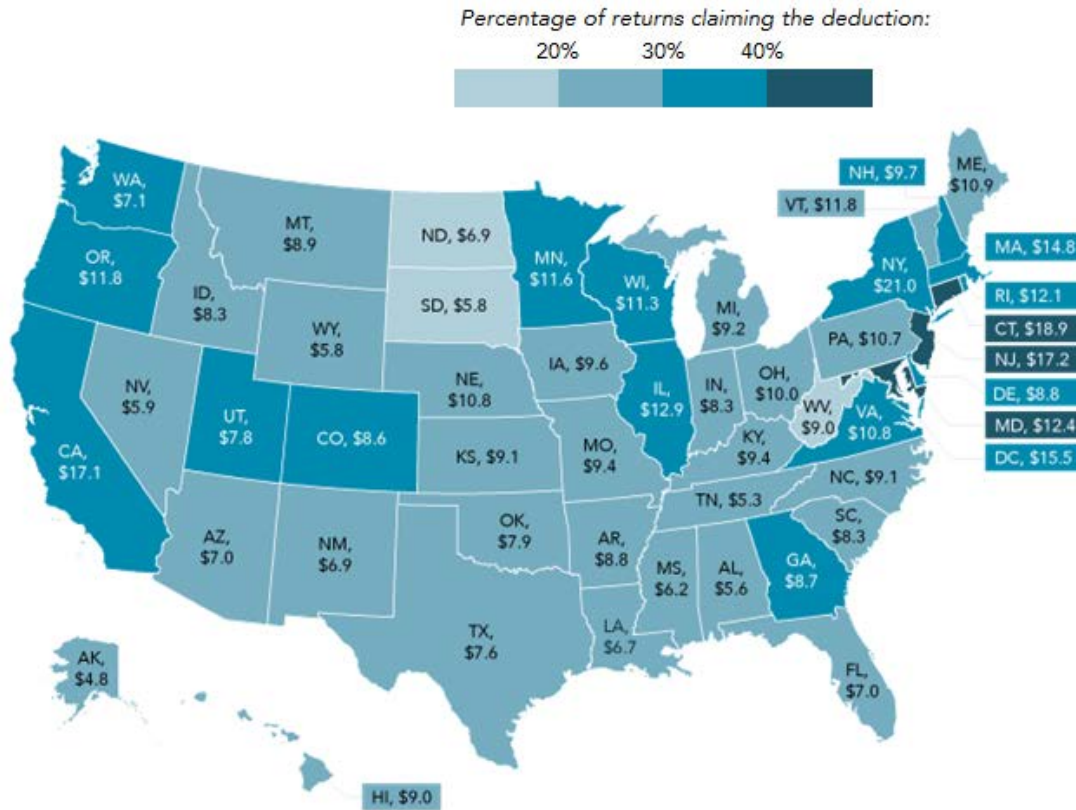 Percentage of returns claiming the deduction:
20% 30% 40%
WA,
$7.1
OR,
$11.8
CA,
$17.1
NV,
$5.9
ID,
$8.3
MT,
$8.9
WY,
$5.8
UT,
$7.8
CO, $8.6
AZ,
$7.0
NM,
$6.9
ND, $6.9
SD, $5.8
NE,
$10.8
KS, $9.1
OK,
$7.9
TX,
$7.6
MN,
$11.6
IA, $9.6
MO,
$9.4
AR,
$8.8
LA,
$6.7
WI,
$11.3
IL,
$12.9
MI,
$9.2
IN,
$8.3
OH,
$10.0
KY,
$9.4
TN, $5.3
MS,
$6.2
AL,
$5.6
GA,
$8.7
FL,
$7.0
SC,
$8.3
NC, $9.1
VA,
$10.8
WV,
$9.0
PA, $10.7
NY,
$21.0
VT, $11.8
NH, $9.7
ME,
$10.9
MA, $14.8
RI, $12.1
CT, $18.9
NJ, $17.2
DE, $8.8
MD, $12.4
DC, $15.5
AK,
$4.8
HI, $9.0